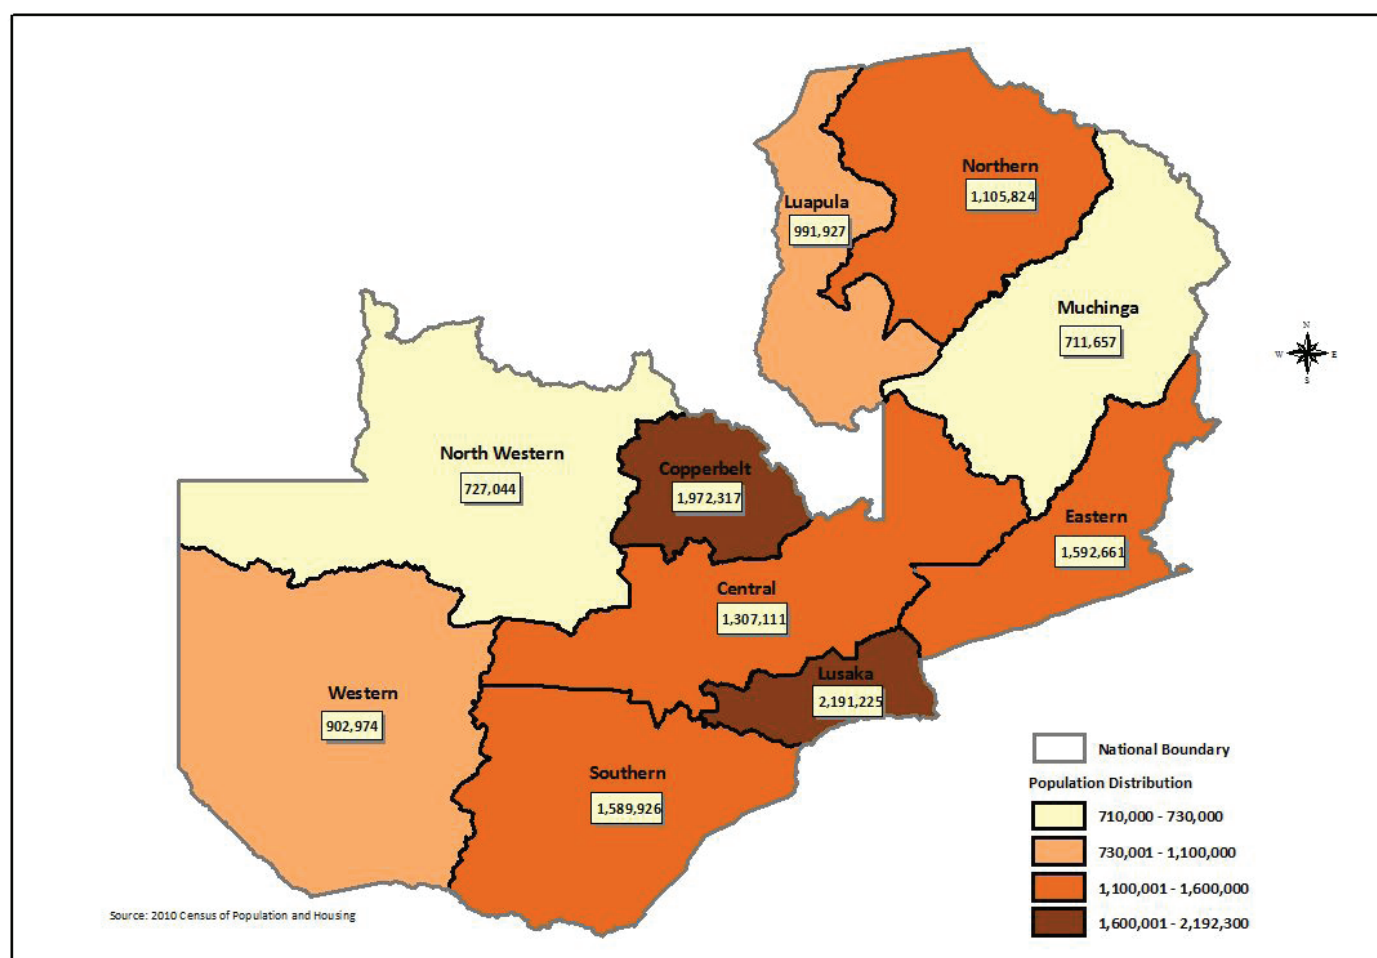 Northern
1,105,824
Luapula
991,927
Muchinga
711,657
N
W
E
S
North Western
727,044
Copperbelt
1,972,317
Eastern
1,592,661
Central
1,307,111
Lusaka
2,191,225
Western
902,974
Southern
1,589,926
National Boundary
Population Distribution
710,000 - 730,000
730,001 - 1,100,000
1,100,001 - 1,600,000
1,600,001 - 2,192,300
Source: 2010 Census of Population and Housing